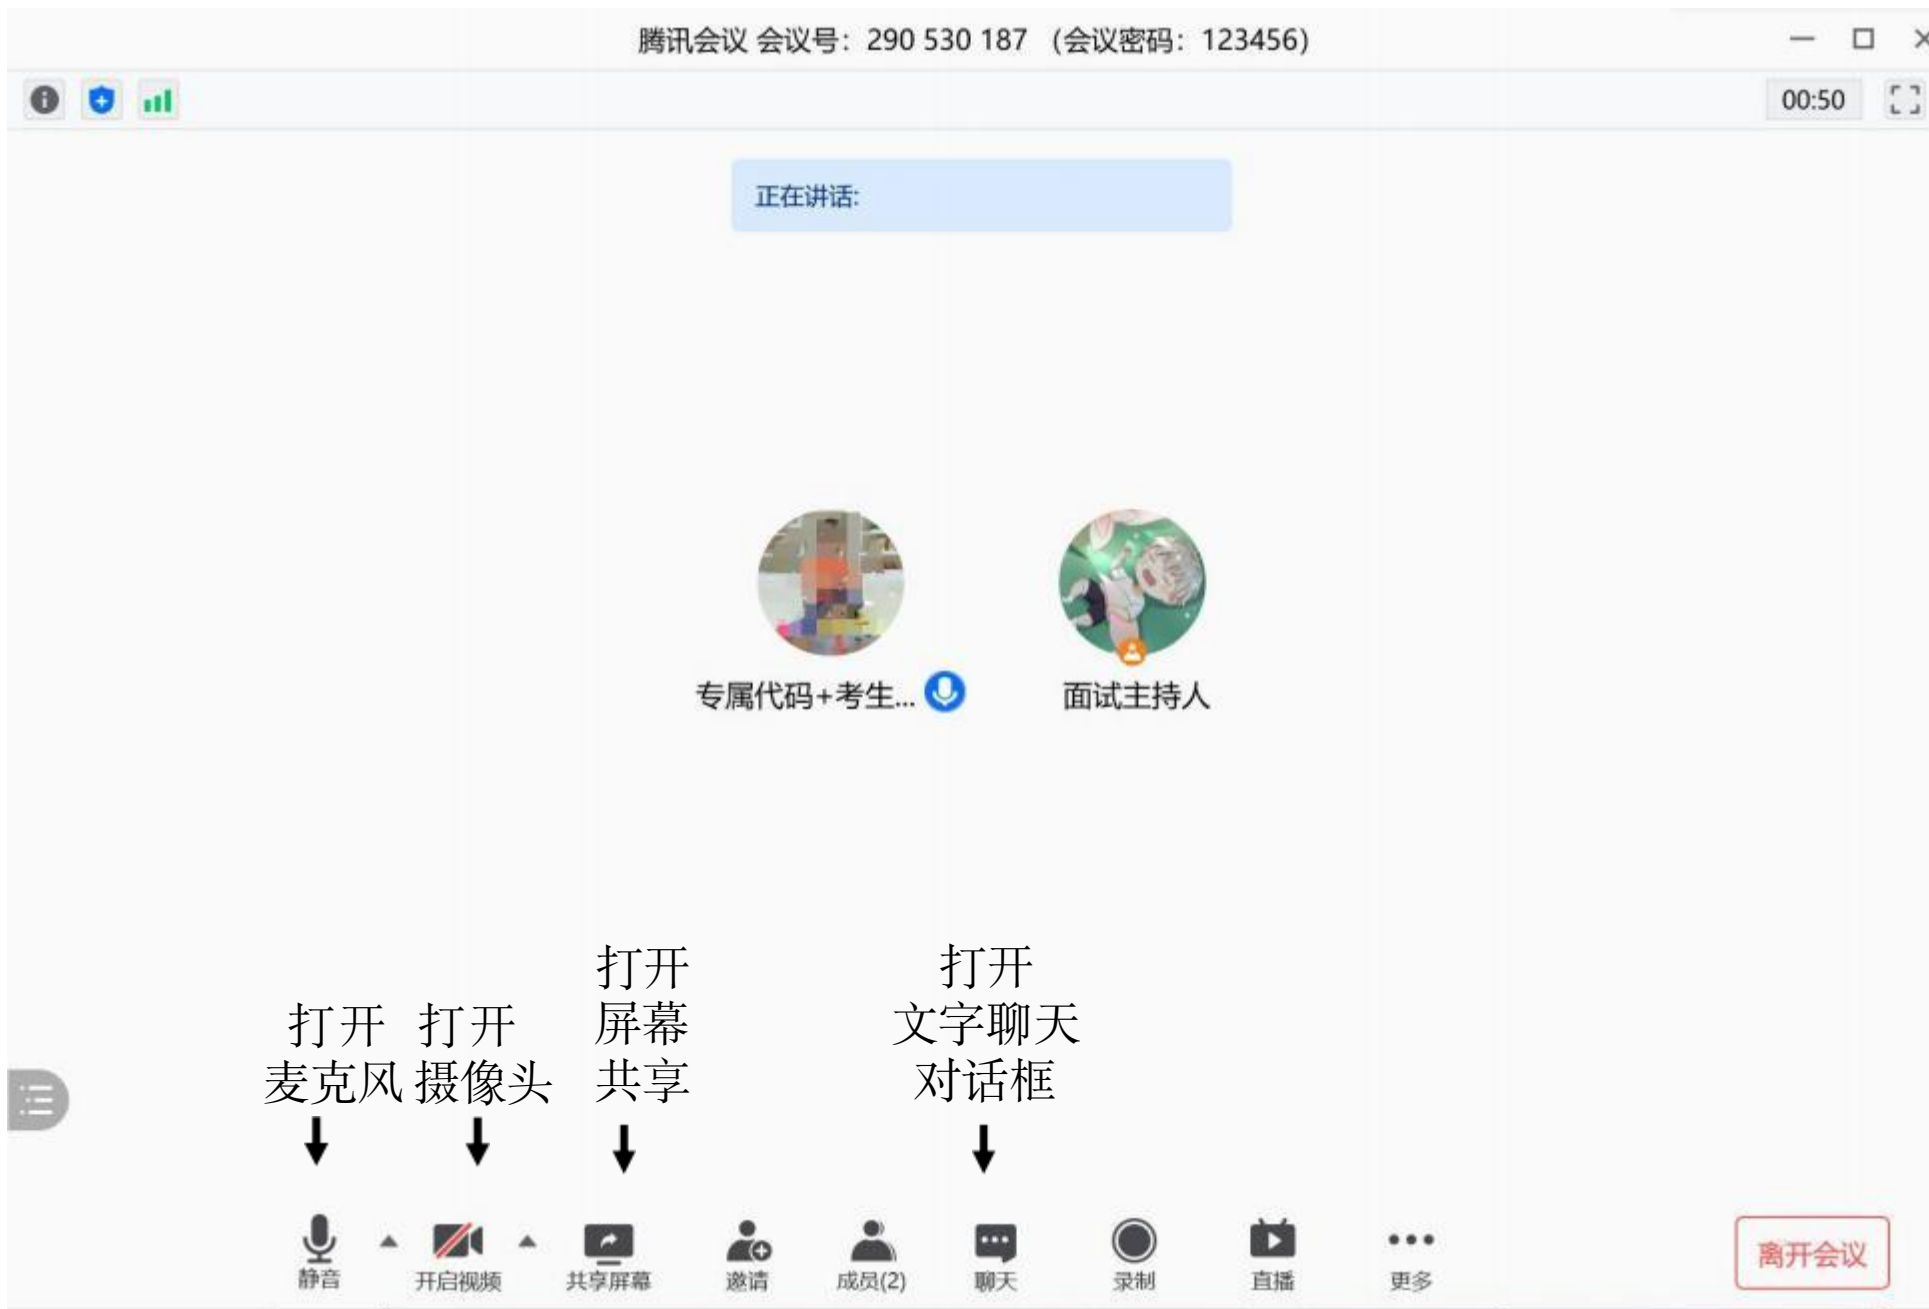 腾讯会议 会议号：290 530 187 （会议密码：123456）
00:50
正在讲话:
专属代码+考生...
面试主持人
打开
麦克风
打开
摄像头
打开
屏幕
共享
打开
文字聊天
对话框
静音
开启视频
共享屏幕
邀请
成员(2)
聊天
录制
直播
更多
离开会议